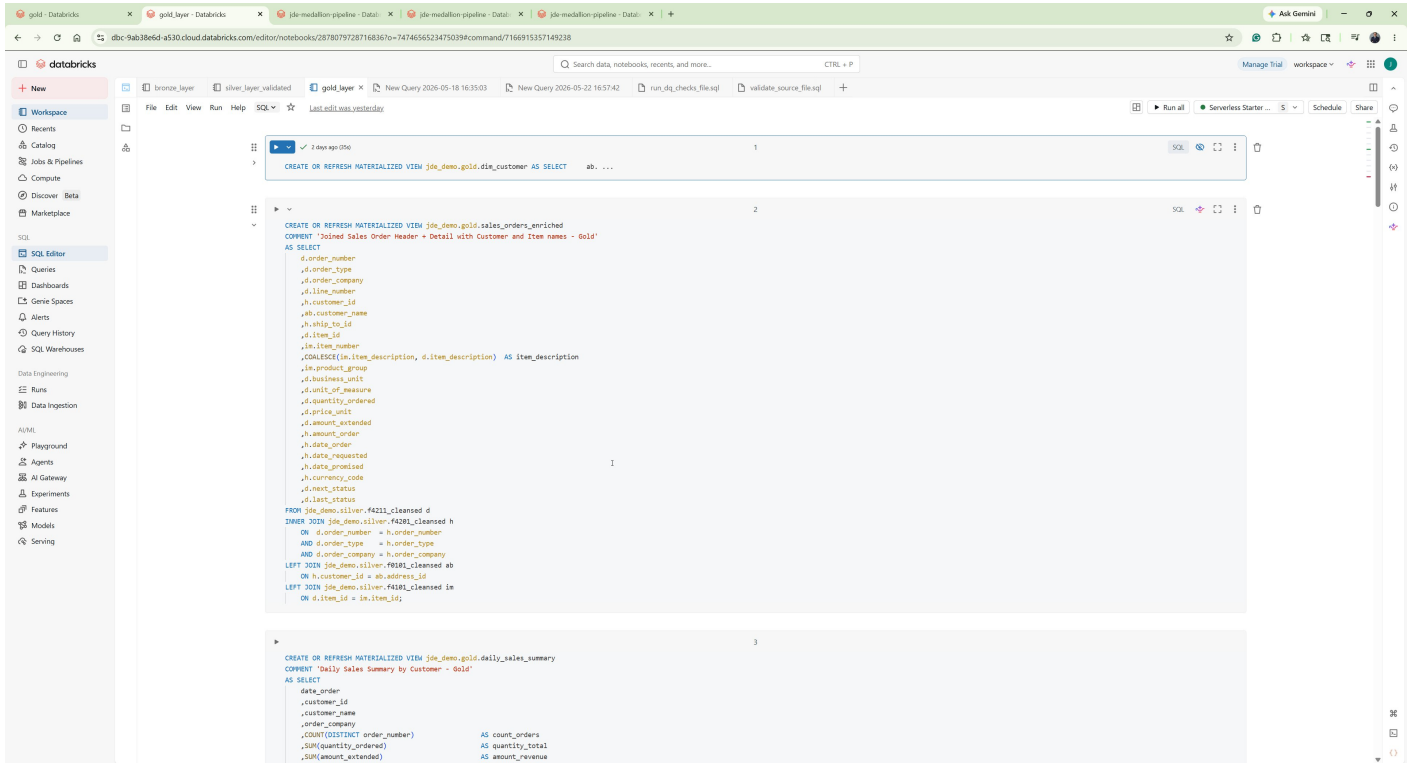 gold - Databricks
gold_layer - Databricks
jde-medallion-pipeline - Datab
jde-medallion-pipeline - Datab
jde-medallion-pipeline - Datab
Ask Gemini
dbc-9ab38e6d-a530.cloud.databricks.com/editor/notebooks/287807972871683?o=7474656523475039#command/7166915357149238
databricks
Search data, notebooks, recents, and more...
CTRL + P
Manage Trial
workspace
New
bronze_layer
silver_layer_validated
gold_layer
New Query 2026-05-18 16:35:03
New Query 2026-05-22 16:57:42
run_dq_checks_file.sql
validate_source_file.sql
File Edit View Run Help SQL Last edit was yesterday
Run all
Serverless Starter ... S
Schedule
Share
Workspace
Recents
Catalog
Jobs & Pipelines
Compute
Discover Beta
Marketplace
SQL
SQL Editor
Queries
Dashboards
Genie Spaces
Alerts
Query History
SQL Warehouses
Data Engineering
Runs
Data Ingestion
AI/ML
Playground
Agents
AI Gateway
Experiments
Features
Models
Serving
2 days ago (35s)
1
SQL
CREATE OR REFRESH MATERIALIZED VIEW jde_demo.gold.dim_customer AS SELECT ab. ...
2
SQL
CREATE OR REFRESH MATERIALIZED VIEW jde_demo.gold.sales_orders_enriched
COMMENT 'Joined Sales Order Header + Detail with Customer and Item names - Gold'
AS SELECT
d.order_number
,d.order_type
,d.order_company
,d.line_number
,h.customer_id
,ab.customer_name
,h.ship_to_id
,d.item_id
,im.item_number
,COALESCE(im.item_description, d.item_description) AS item_description
,im.product_group
,d.business_unit
,d.unit_of_measure
,d.quantity_ordered
,d.price_unit
,d.amount_extended
,h.amount_order
,h.date_order
,h.date_requested
,h.date_promised
,h.currency_code
,d.next_status
,d.last_status
FROM jde_demo.silver.f4211_cleansed d
INNER JOIN jde_demo.silver.f4201_cleansed h
ON d.order_number = h.order_number
AND d.order_type = h.order_type
AND d.order_company = h.order_company
LEFT JOIN jde_demo.silver.f0101_cleansed ab
ON h.customer_id = ab.address_id
LEFT JOIN jde_demo.silver.f4101_cleansed im
ON d.item_id = im.item_id;
3
CREATE OR REFRESH MATERIALIZED VIEW jde_demo.gold.daily_sales_summary
COMMENT 'Daily Sales Summary by Customer - Gold'
AS SELECT
date_order
,customer_id
,customer_name
,order_company
,COUNT(DISTINCT order_number) AS count_orders
,SUM(quantity_ordered) AS quantity_total
,SUM(amount_extended) AS amount_revenue